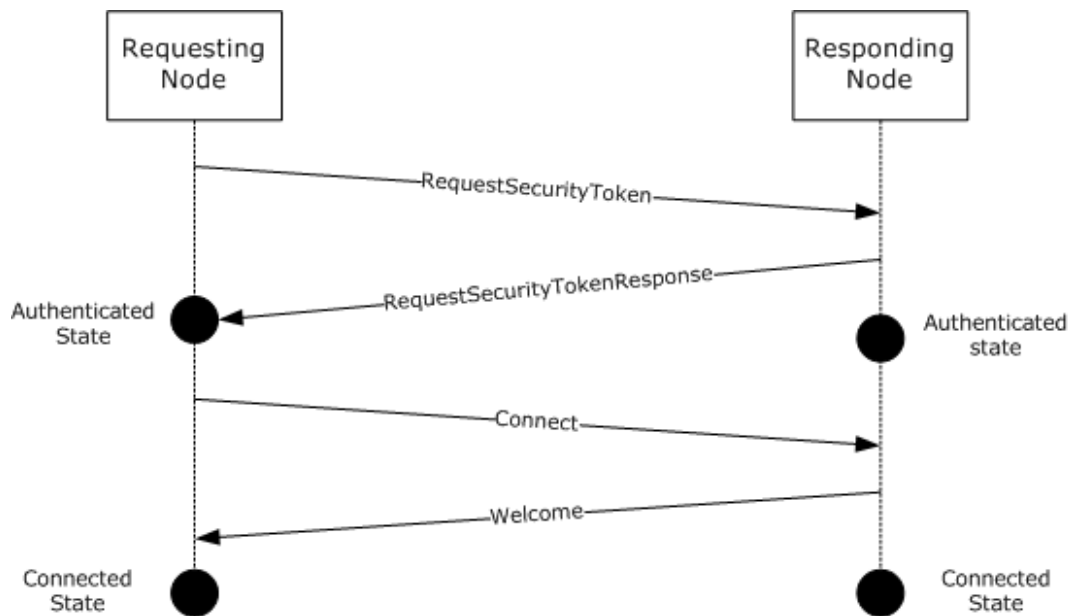 Requesting
Node
Responding
Node
RequestSecurityToken
RequestSecurityTokenResponse
Authenticated
State
Authenticated
state
Connect
Welcome
Connected
State
Connected
State